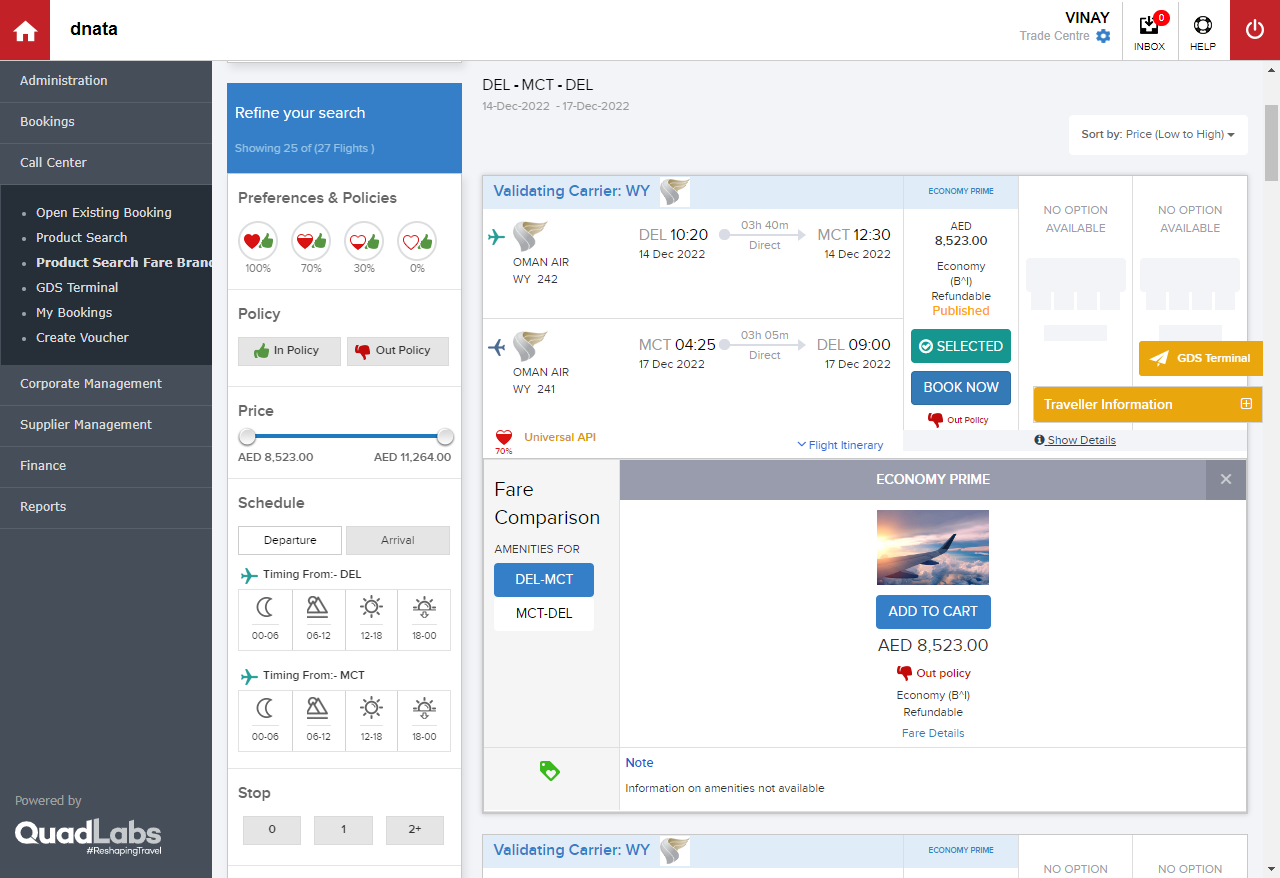 dnata
VINAY
Trade Centre
0
INBOX
HELP
Administration
Bookings
Call Center
Open Existing Booking
Product Search
Product Search Fare Bran
GDS Terminal
My Bookings
Create Voucher
Corporate Management
Supplier Management
Finance
Reports
Powered by
QuadLabs
#ReshapingTravel
Refine your search
Showing 25 of (27 Flights )
Preferences & Policies
100% 70% 30% 0%
Policy
In Policy Out Policy
Price
AED 8,523.00 AED 11,264.00
Schedule
Departure Arrival
Timing From:- DEL
00-06 06-12 12-18 18-00
Timing From:- MCT
00-06 06-12 12-18 18-00
Stop
0 1 2+
DEL - MCT - DEL
14-Dec-2022 - 17-Dec-2022
Sort by: Price (Low to High)
Validating Carrier: WY
OMAN AIR
WY 242
DEL 10:20
14 Dec 2022
03h 40m
Direct
MCT 12:30
14 Dec 2022
OMAN AIR
WY 241
MCT 04:25
17 Dec 2022
03h 05m
Direct
DEL 09:00
17 Dec 2022
70%
Universal API
Flight Itinerary
ECONOMY PRIME
AED
8,523.00
Economy
(B^I)
Refundable
Published
SELECTED
BOOK NOW
Out Policy
NO OPTION
AVAILABLE
NO OPTION
AVAILABLE
GDS Terminal
Traveller Information
Show Details
Fare
Comparison
AMENITIES FOR
DEL-MCT
MCT-DEL
ECONOMY PRIME
ADD TO CART
AED 8,523.00
Out policy
Economy (B^I)
Refundable
Fare Details
Note
Information on amenities not available
Validating Carrier: WY
ECONOMY PRIME
NO OPTION
NO OPTION